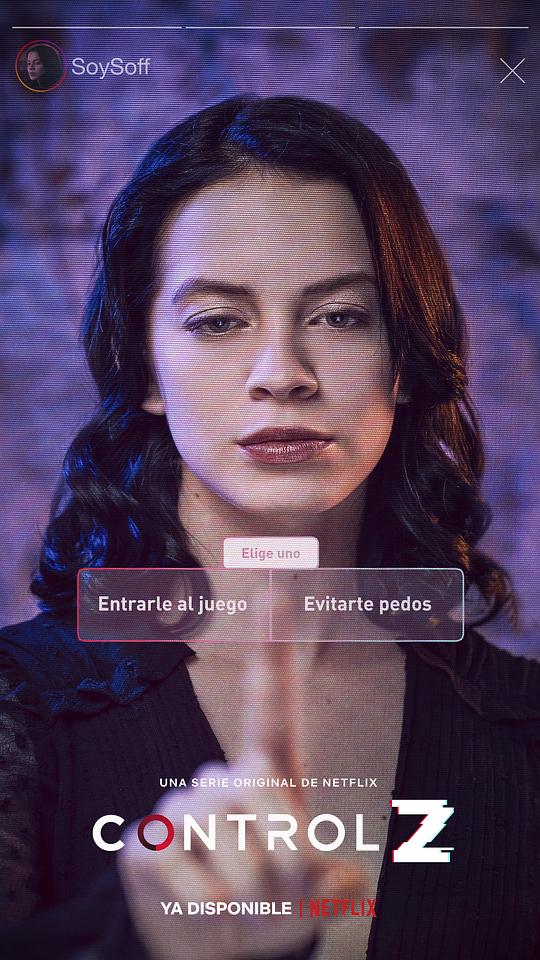 SoySoff
Elige uno
Entrarle al juego
Evitarte pedos
UNA SERIE ORIGINAL DE NETFLIX
CONTROL Z
YA DISPONIBLE | NETFLIX